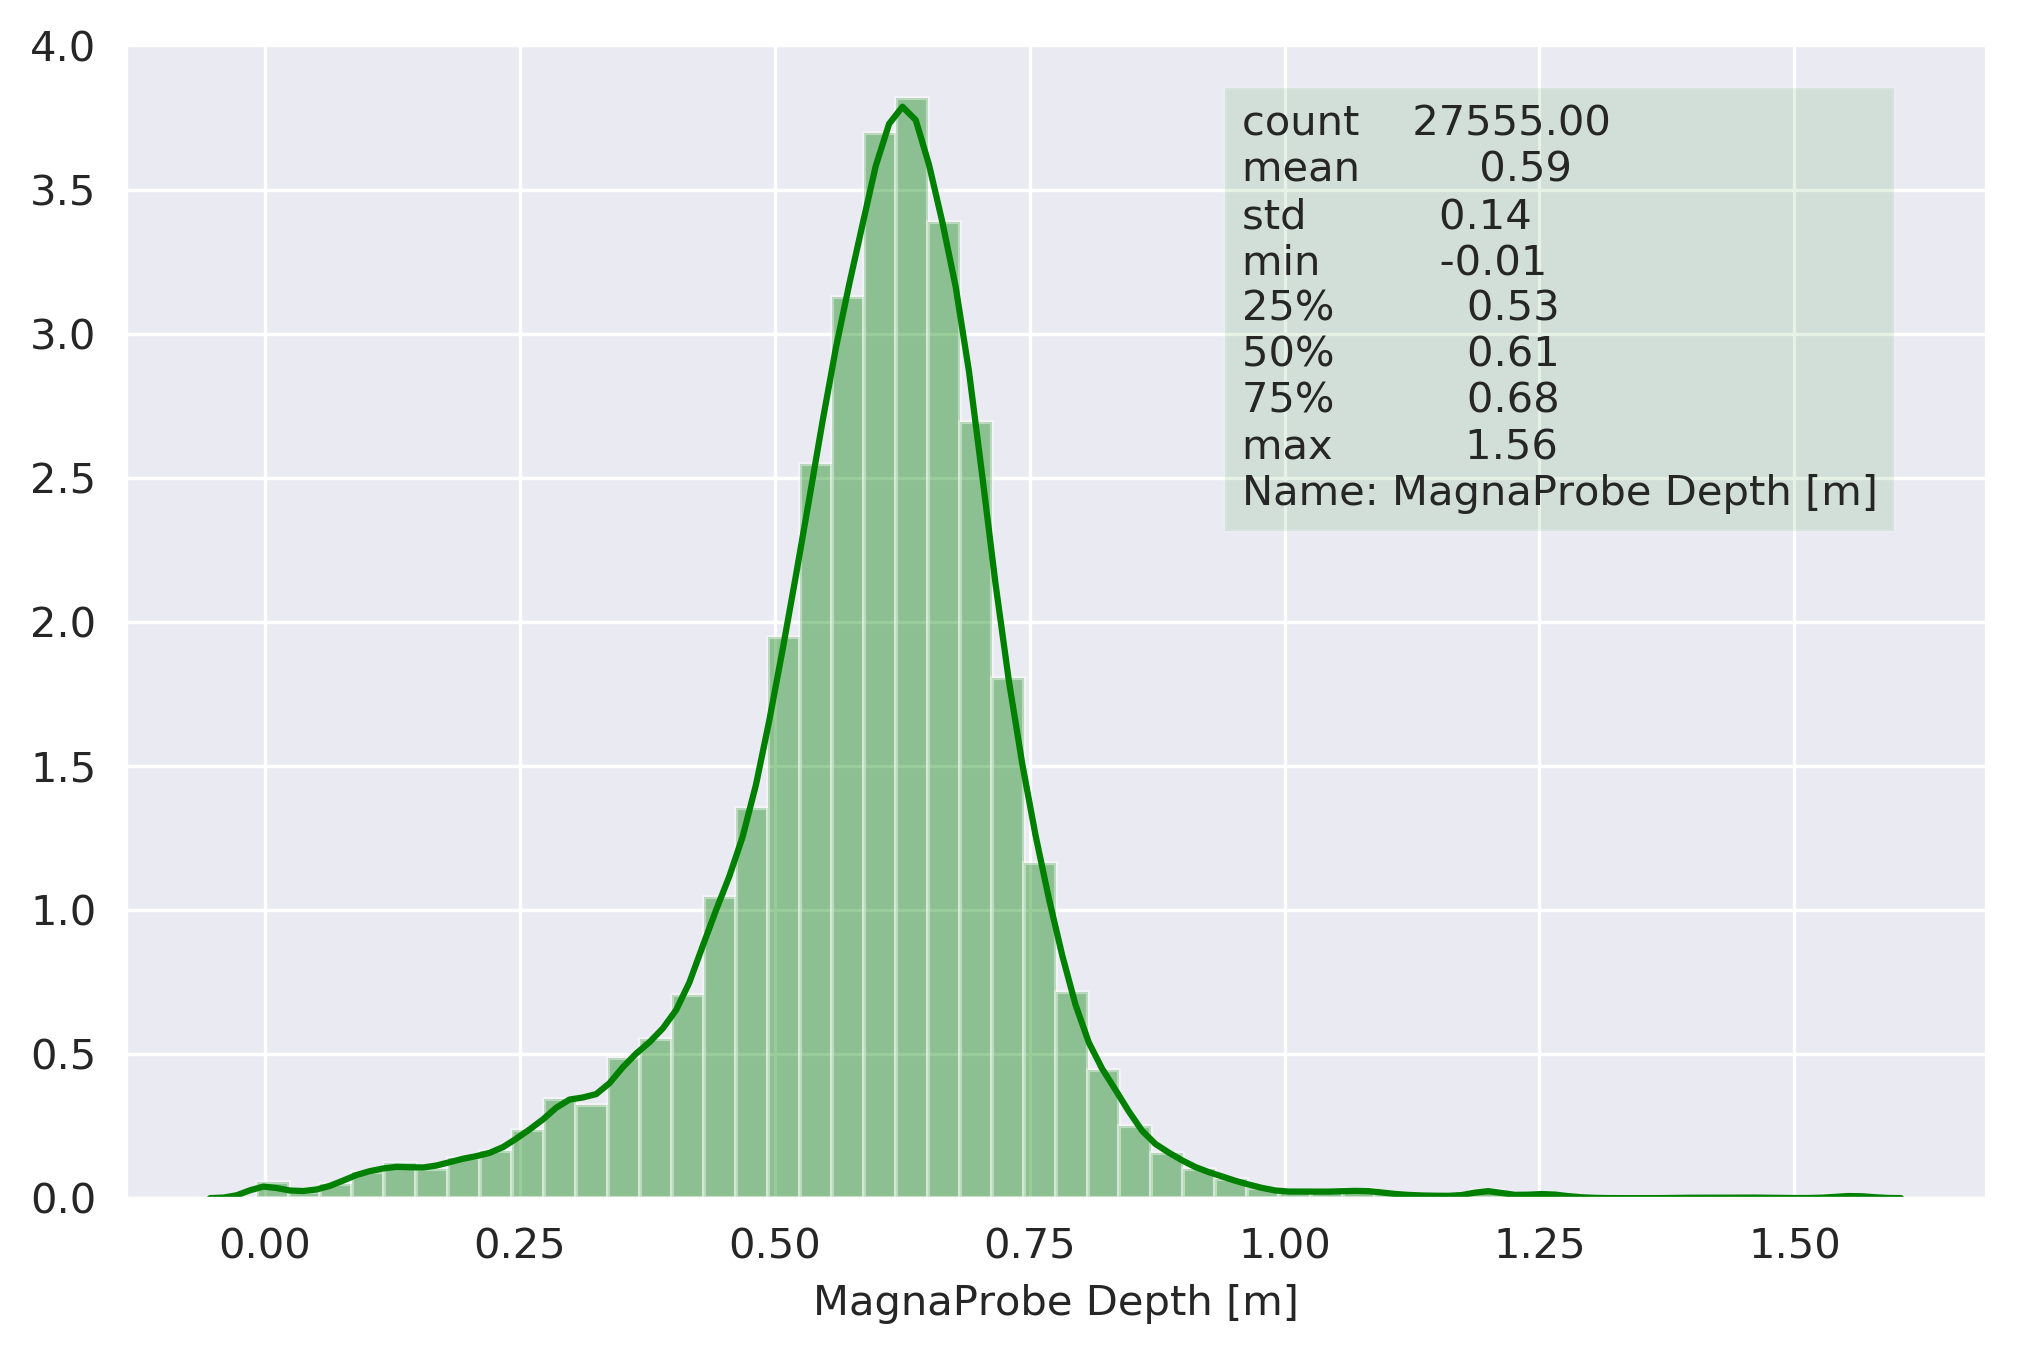 4.0
3.5
3.0
2.5
2.0
1.5
1.0
0.5
0.0
count 27555.00
mean 0.59
std 0.14
min -0.01
25% 0.53
50% 0.61
75% 0.68
max 1.56
Name: MagnaProbe Depth [m]
0.00 0.25 0.50 0.75 1.00 1.25 1.50
MagnaProbe Depth [m]